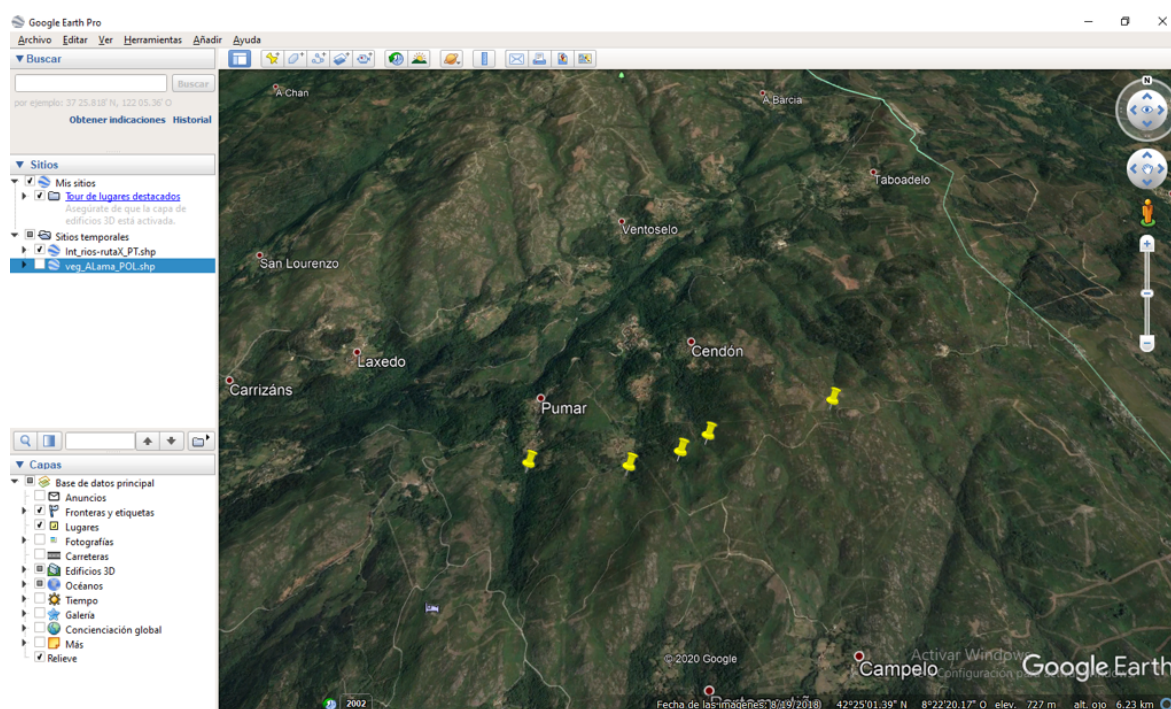 Google Earth Pro
Archivo Editar Ver Herramientas Añadir Ayuda
Buscar
Buscar
por ejemplo: 37 25.818' N, 122 05.36' O
Obtener indicaciones Historial
Sitios
Mis sitios
Tour de lugares destacados
Asegúrate de que la capa de
edificios 3D está activada.
Sitios temporales
Int_rios-rutaX_PT.shp
veg_ALama_POL.shp
Capas
Base de datos principal
Anuncios
Fronteras y etiquetas
Lugares
Fotografías
Carreteras
Edificios 3D
Océanos
Tiempo
Galería
Concienciación global
Más
Relieve
A Chan
A Barcia
Taboadelo
Ventoselo
San Lourenzo
Cendón
Laxedo
Carrizáns
Pumar
N
© 2020 Google
Campelo
Activar Windows
Google Earth
2002
Fecha de las imágenes: 8/19/2018 42°25'01.39" N 8°22'20.17" O elev. 727 m alt. ojo 6.23 km